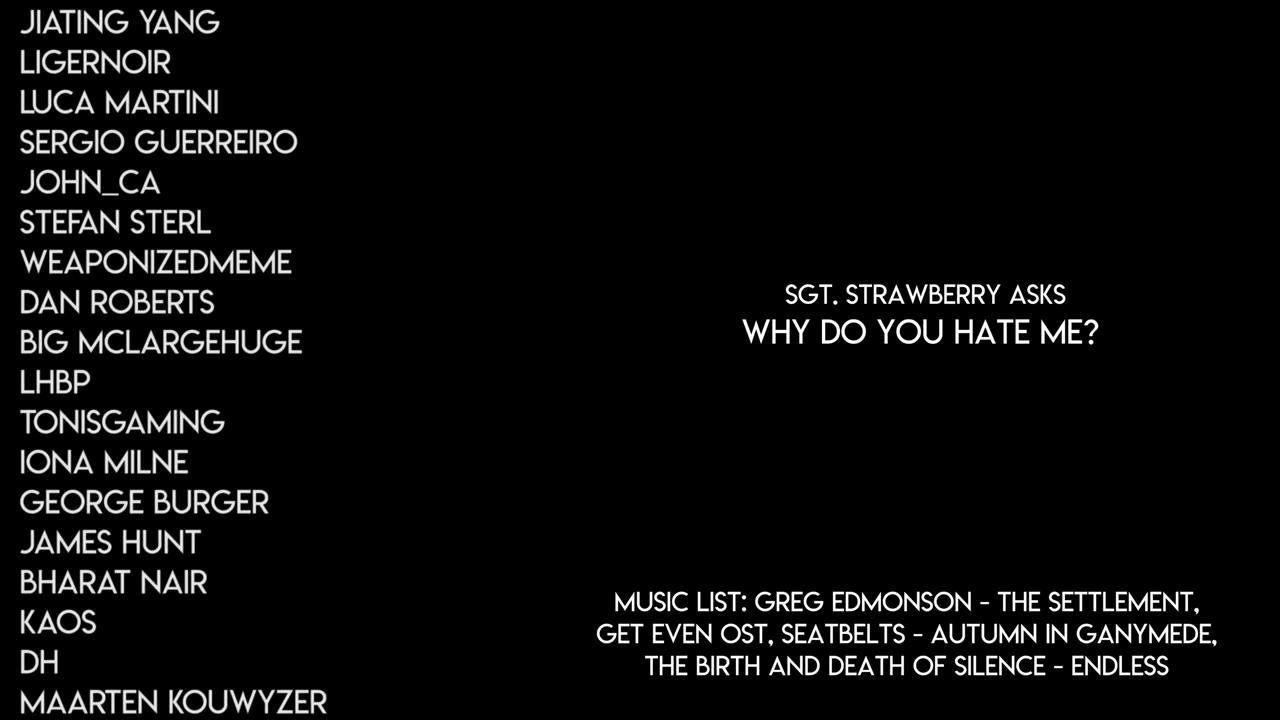 JIATING YANG
LIGERNOIR
LUCA MARTINI
SERGIO GUERREIRO
JOHN_CA
STEFAN STERL
WEAPONIZEDMEME
DAN ROBERTS
BIG MCLARGEHUGE
LHBP
TONISGAMING
IONA MILNE
GEORGE BURGER
JAMES HUNT
BHARAT NAIR
KAOS
DH
MAARTEN KOUWYZER
SGT. STRAWBERRY ASKS
WHY DO YOU HATE ME?
MUSIC LIST: GREG EDMONSON - THE SETTLEMENT,
GET EVEN OST, SEATBELTS - AUTUMN IN GANYMEDE,
THE BIRTH AND DEATH OF SILENCE - ENDLESS